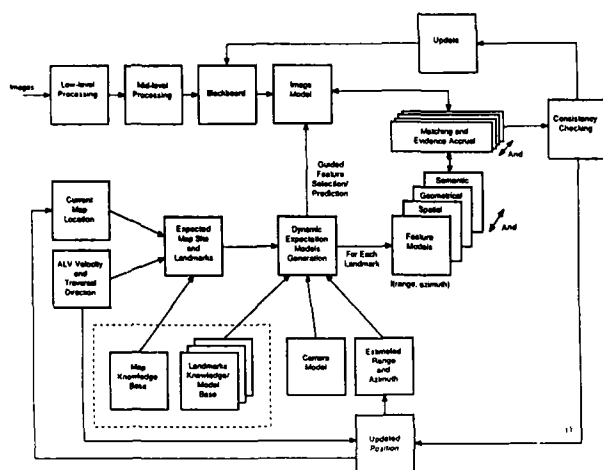 Update
Images
Low-level
Processing
Mid-level
Processing
Blackboard
Image
Model
Matching and
Evidence Accrual
And
Consistency
Checking
Guided
Feature
Selection/
Prediction
Semantic
Geometrical
Spatial
Feature
Models
And
f(range, azimuth)
Current
Map
Location
ALV Velocity
and
Traversal
Direction
Expected
Map Site
and
Landmarks
Dynamic
Expectation
Models
Generation
For Each
Landmark
Map
Knowledge
Base
Landmarks
Knowledge/
Model Base
Camera
Model
Estimated
Range
and
Azimuth
Updated
Position